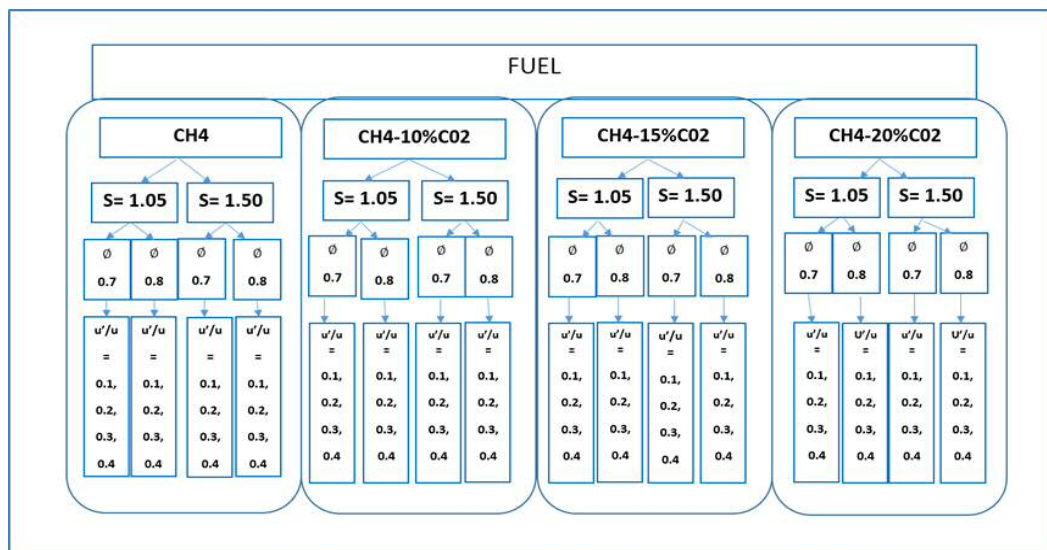 FUEL
CH4
CH4-10%C02
CH4-15%C02
CH4-20%C02
S= 1.05
S= 1.50
S= 1.05
S= 1.50
S= 1.05
S= 1.50
S= 1.05
S= 1.50
Ø
0.7
Ø
0.8
Ø
0.7
Ø
0.8
Ø
0.7
Ø
0.8
Ø
0.7
Ø
0.8
Ø
0.7
Ø
0.8
Ø
0.7
Ø
0.8
Ø
0.7
Ø
0.8
Ø
0.7
Ø
0.8
u'/u
=
0.1,
0.2,
0.3,
0.4
u'/u
=
0.1,
0.2,
0.3,
0.4
u'/u
=
0.1,
0.2,
0.3,
0.4
u'/u
=
0.1,
0.2,
0.3,
0.4
u'/u
=
0.1,
0.2,
0.3,
0.4
u'/u
=
0.1,
0.2,
0.3,
0.4
u'/u
=
0.1,
0.2,
0.3,
0.4
u'/u
=
0.1,
0.2,
0.3,
0.4
u'/u
=
0.1,
0.2,
0.3,
0.4
u'/u
=
0.1,
0.2,
0.3,
0.4
u'/u
=
0.1,
0.2,
0.3,
0.4
u'/u
=
0.1,
0.2,
0.3,
0.4
u'/u
=
0.1,
0.2,
0.3,
0.4
U'/u
=
0.1,
0.2,
0.3,
0.4
u'/u
=
0.1,
0.2,
0.3,
0.4
U'/u
=
0.1,
0.2,
0.3,
0.4